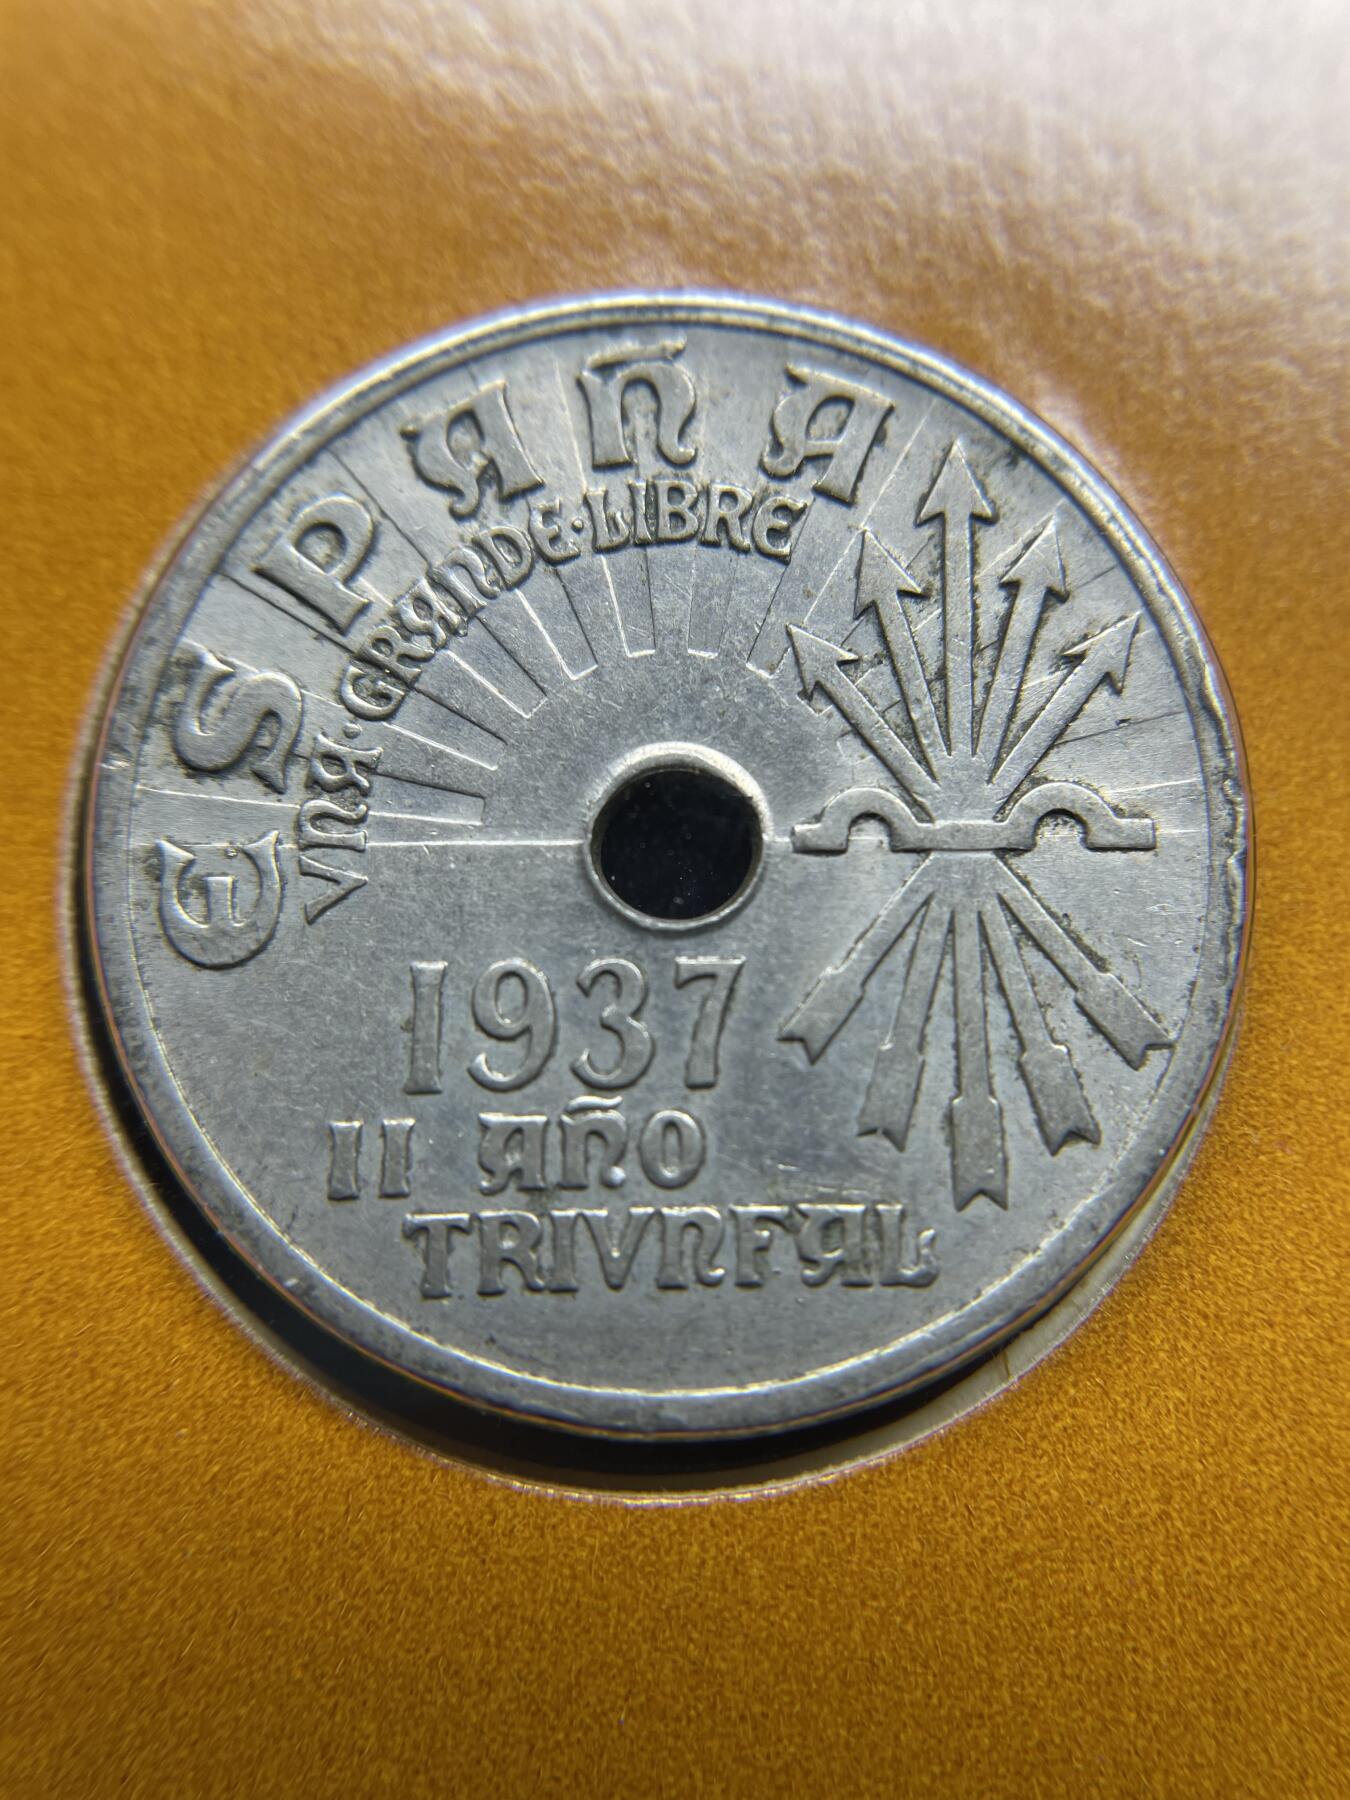 ESPAÑA
VNA·GRANDE·LIBRE
1937
II AÑO
TRIVNFAL